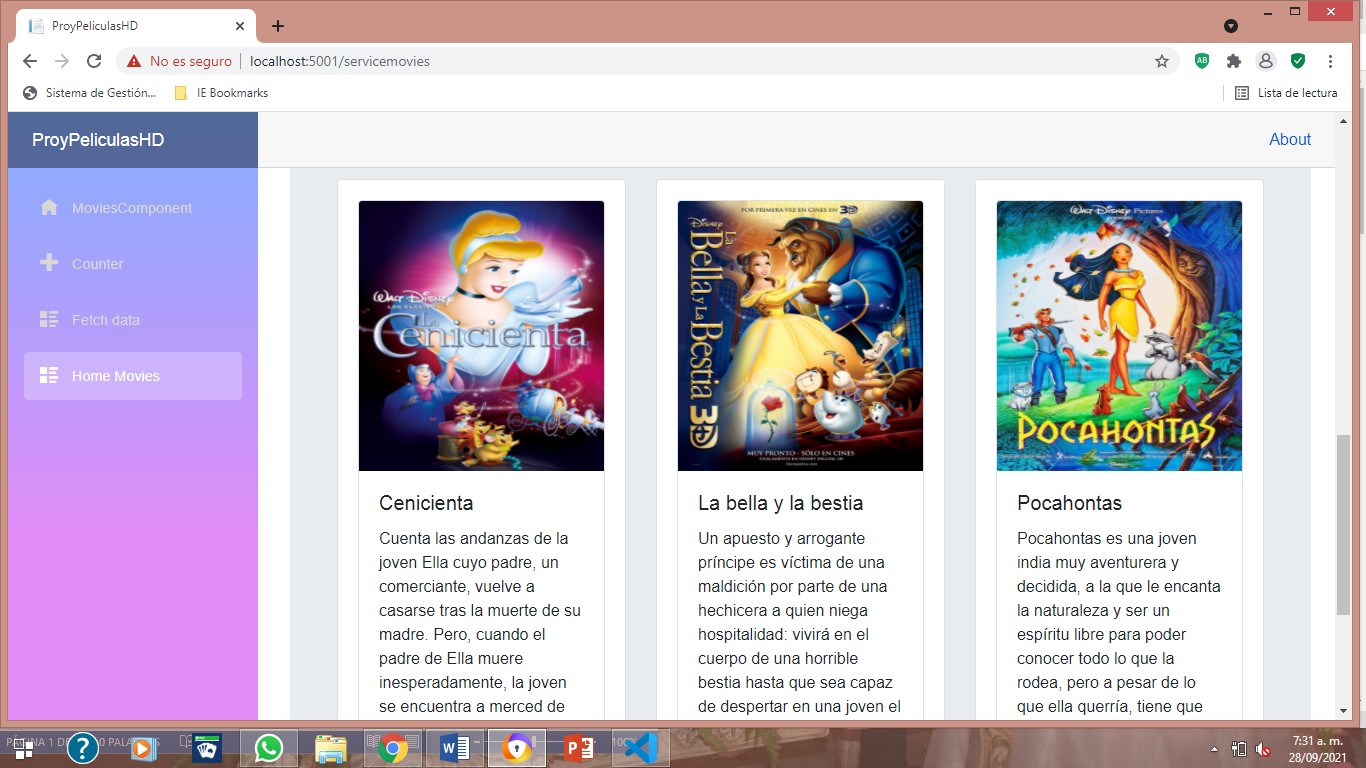 ProyPeliculasHD
No es seguro
localhost:5001/servicemovies
AB
Sistema de Gestión...
IE Bookmarks
Lista de lectura
ProyPeliculasHD
About
MoviesComponent
Counter
Fetch data
Home Movies
WALT DISNEY
LOS CLÁSICOS
La
Cenicienta
POR PRIMERA VEZ EN CINES EN 3D
DISNEY
La
Bella y La Bestia
3D
MUY PRONTO - SÓLO EN CINES
WALT DISNEY PICTURES
POCAHONTAS
Cenicienta
Cuenta las andanzas de la
joven Ella cuyo padre, un
comerciante, vuelve a
casarse tras la muerte de su
madre. Pero, cuando el
padre de Ella muere
inesperadamente, la joven
se encuentra a merced de
La bella y la bestia
Un apuesto y arrogante
príncipe es víctima de una
maldición por parte de una
hechicera a quien niega
hospitalidad: vivirá en el
cuerpo de una horrible
bestia hasta que sea capaz
de despertar en una joven el
Pocahontas
Pocahontas es una joven
india muy aventurera y
decidida, a la que le encanta
la naturaleza y ser un
espíritu libre para poder
conocer todo lo que la
rodea, pero a pesar de lo
que ella querría, tiene que
PÁGINA 1 DE
7:31 a. m.
28/09/2021